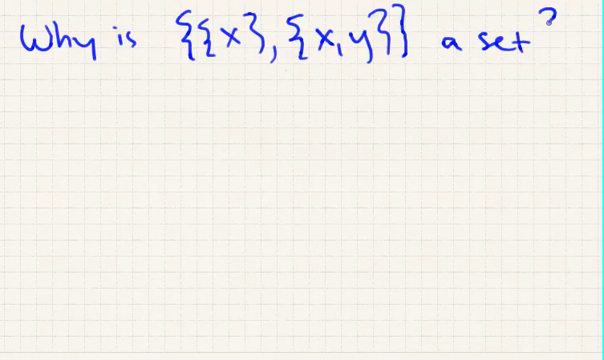 Why is {{x}, {x, y}} a set?